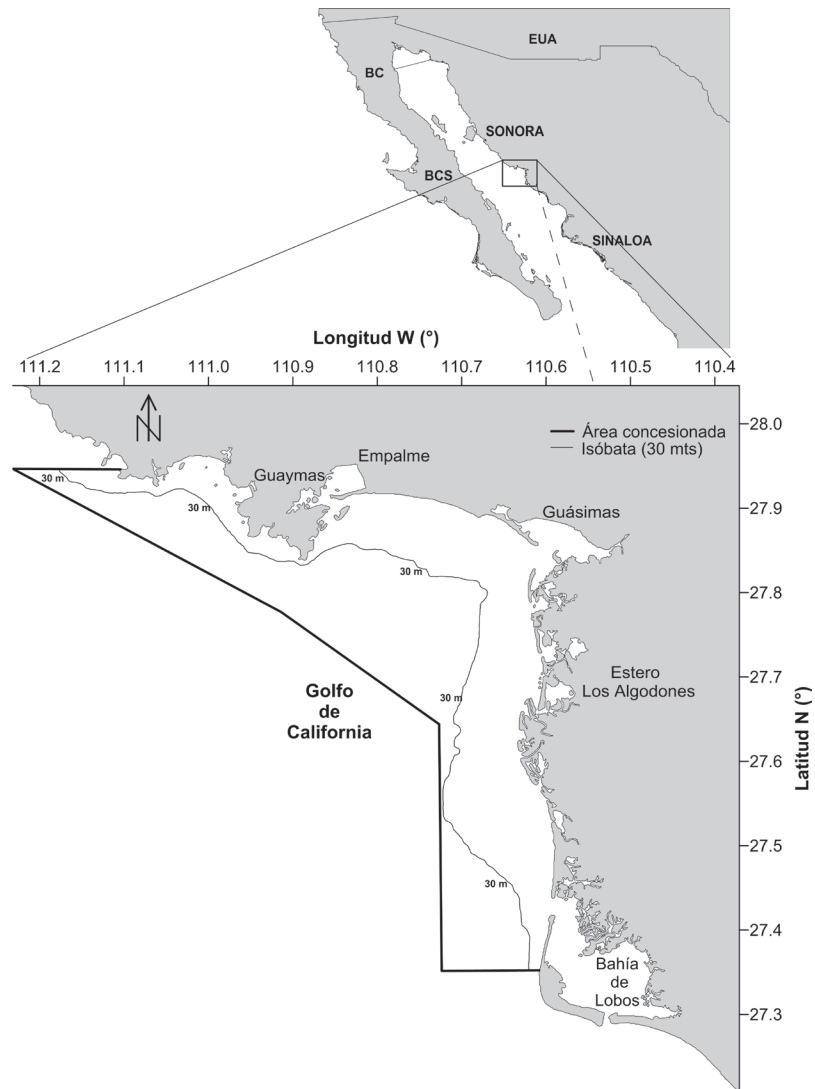 EUA
BC
SONORA
BCS
SINALOA
Longitud W (°)
111.2 111.1 111.0 110.9 110.8 110.7 110.6 110.5 110.4
N
28.0
Área concesionada
Isóbata (30 mts)
Empalme
Guaymas
30 m
30 m
27.9
Guásimas
30 m
27.8
27.7
Estero
Los Algodones
30 m
Golfo
de
California
Latitud N (°)
27.6
27.5
30 m
27.4
Bahía
de
Lobos
27.3